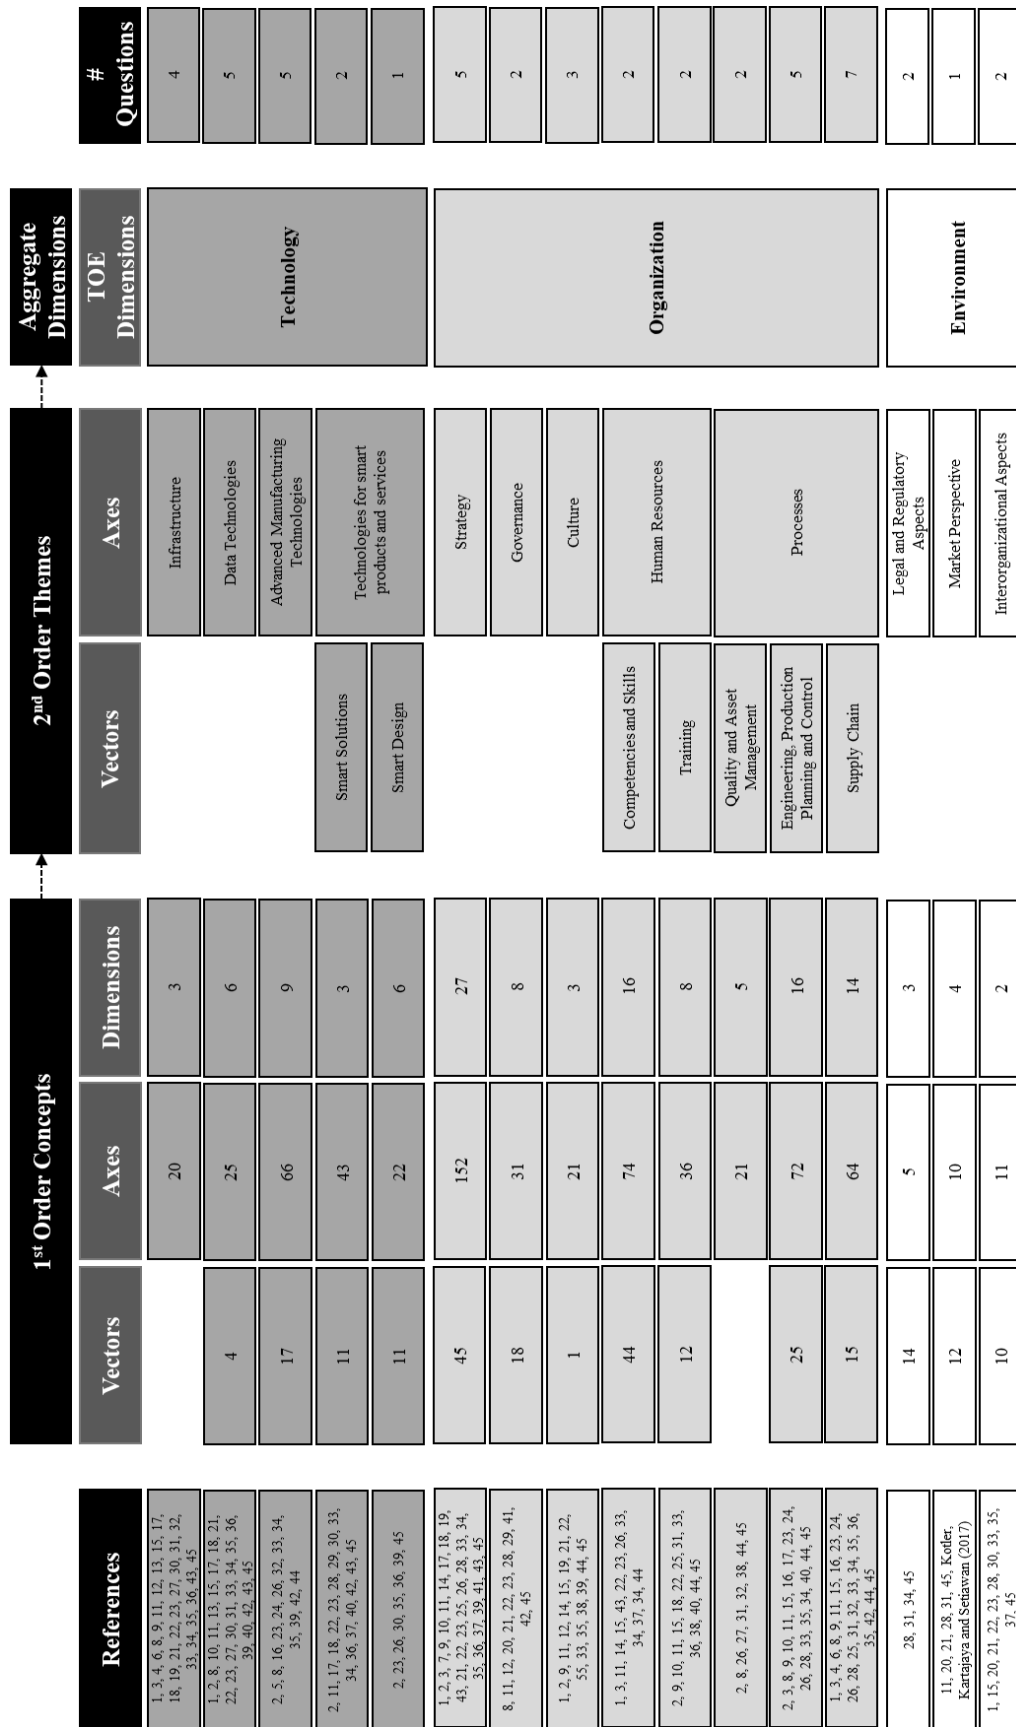 1st Order Concepts
2nd Order Themes
Aggregate
Dimensions
References
Vectors
Axes
Dimensions
Vectors
Axes
TOE
Dimensions
#
Questions
1, 3, 4, 6, 8, 9, 11, 12, 13, 15, 17,
18, 19, 21, 22, 23, 27, 30, 31, 32,
33, 34, 35, 36, 43, 45
20
3
Infrastructure
Technology
4
1, 2, 8, 10, 11, 13, 15, 17, 18, 21,
22, 23, 27, 30, 31, 33, 34, 35, 36,
39, 40, 42, 43, 45
4
25
6
Data Technologies
5
2, 5, 8, 16, 23, 24, 26, 32, 33, 34,
35, 39, 42, 44
17
66
9
Advanced Manufacturing
Technologies
5
2, 11, 17, 18, 22, 23, 28, 29, 30, 33,
34, 36, 37, 40, 42, 43, 45
11
43
3
Smart Solutions
Technologies for smart
products and services
2
2, 23, 26, 30, 35, 36, 39, 45
11
22
6
Smart Design
1
1, 2, 3, 7, 9, 10, 11, 14, 17, 18, 19,
43, 21, 22, 23, 25, 26, 28, 33, 34,
35, 36, 37, 39, 41, 43, 45
45
152
27
Strategy
Organization
5
8, 11, 12, 20, 21, 22, 23, 28, 29, 41,
42, 45
18
31
8
Governance
2
1, 2, 9, 11, 12, 14, 15, 19, 21, 22,
55, 33, 35, 38, 39, 44, 45
1
21
3
Culture
3
1, 3, 11, 14, 15, 43, 22, 23, 26, 33,
34, 37, 34, 44
44
74
16
Competencies and Skills
Human Resources
2
2, 9, 10, 11, 15, 18, 22, 25, 31, 33,
36, 38, 40, 44, 45
12
36
8
Training
2
2, 8, 26, 27, 31, 32, 38, 44, 45
21
5
Quality and Asset
Management
Processes
2
2, 3, 8, 9, 10, 11, 15, 16, 17, 23, 24,
26, 28, 33, 35, 34, 40, 44, 45
25
72
16
Engineering, Production
Planning and Control
5
1, 3, 4, 6, 8, 9, 11, 15, 16, 23, 24,
26, 28, 25, 31, 32, 33, 34, 35, 36,
35, 42, 44, 45
15
64
14
Supply Chain
7
28, 31, 34, 45
14
5
3
Legal and Regulatory
Aspects
Environment
2
11, 20, 21, 28, 31, 45, Kotler,
Kartajaya and Setiawan (2017)
12
10
4
Market Perspective
1
1, 15, 20, 21, 22, 23, 28, 30, 33, 35,
37, 45
10
11
2
Interorganizational Aspects
2